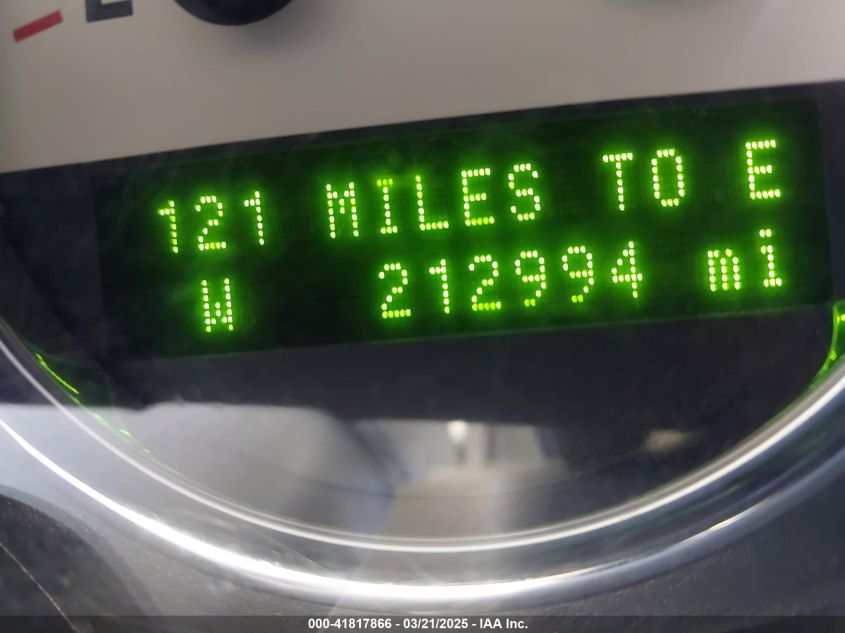 E
121 MILES TO E
W 212994 mi
000-41817866 - 03/21/2025 - IAA Inc.